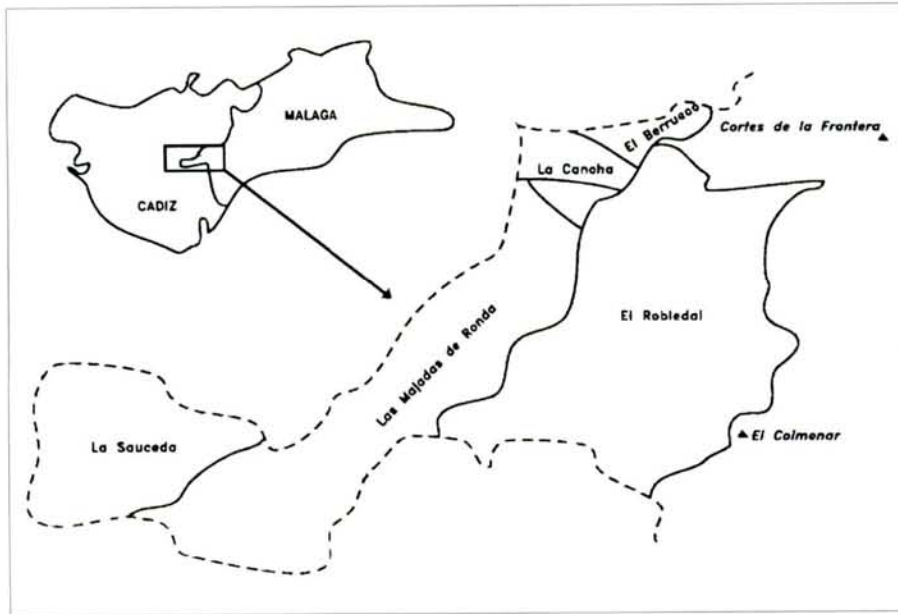 MALAGA
CADIZ
El Berrueco
Cortes de la Frontera
La Cancha
El Robledal
Las Majadas de Ronda
La Sauceda
El Colmenar